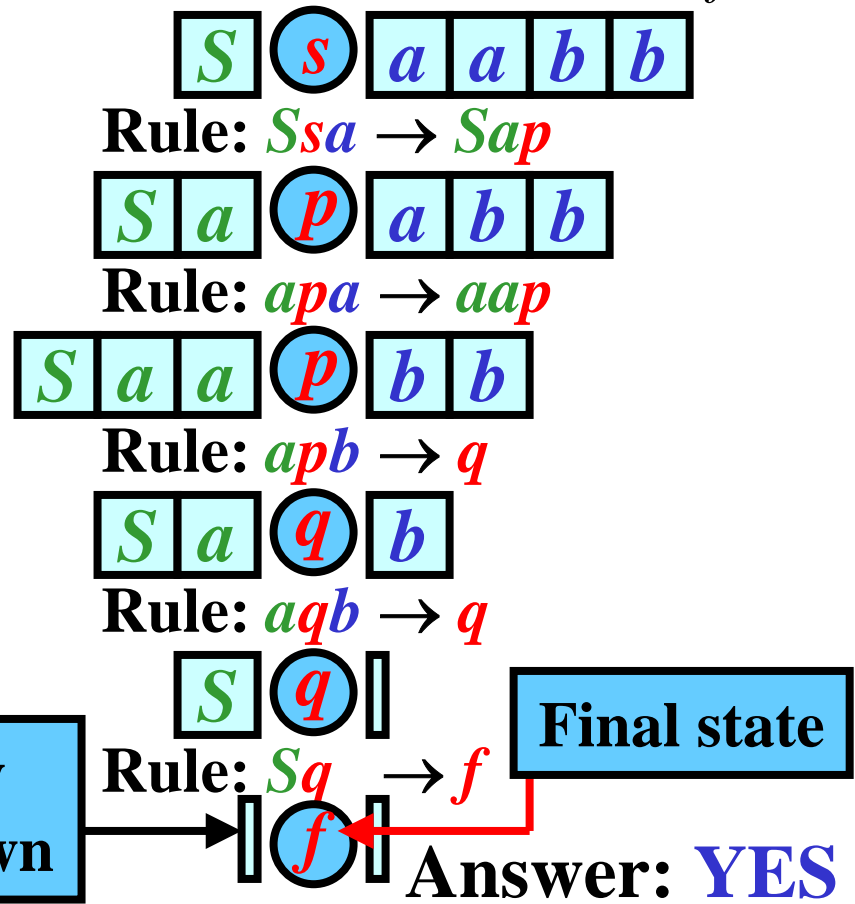 S s a a b b
Rule: Ssa → Sap
S a p a b b
Rule: apa → aap
S a a p b b
Rule: apb → q
S a q b
Rule: aqb → q
S q
Final state
Rule: Sq → f
f
Answer: YES